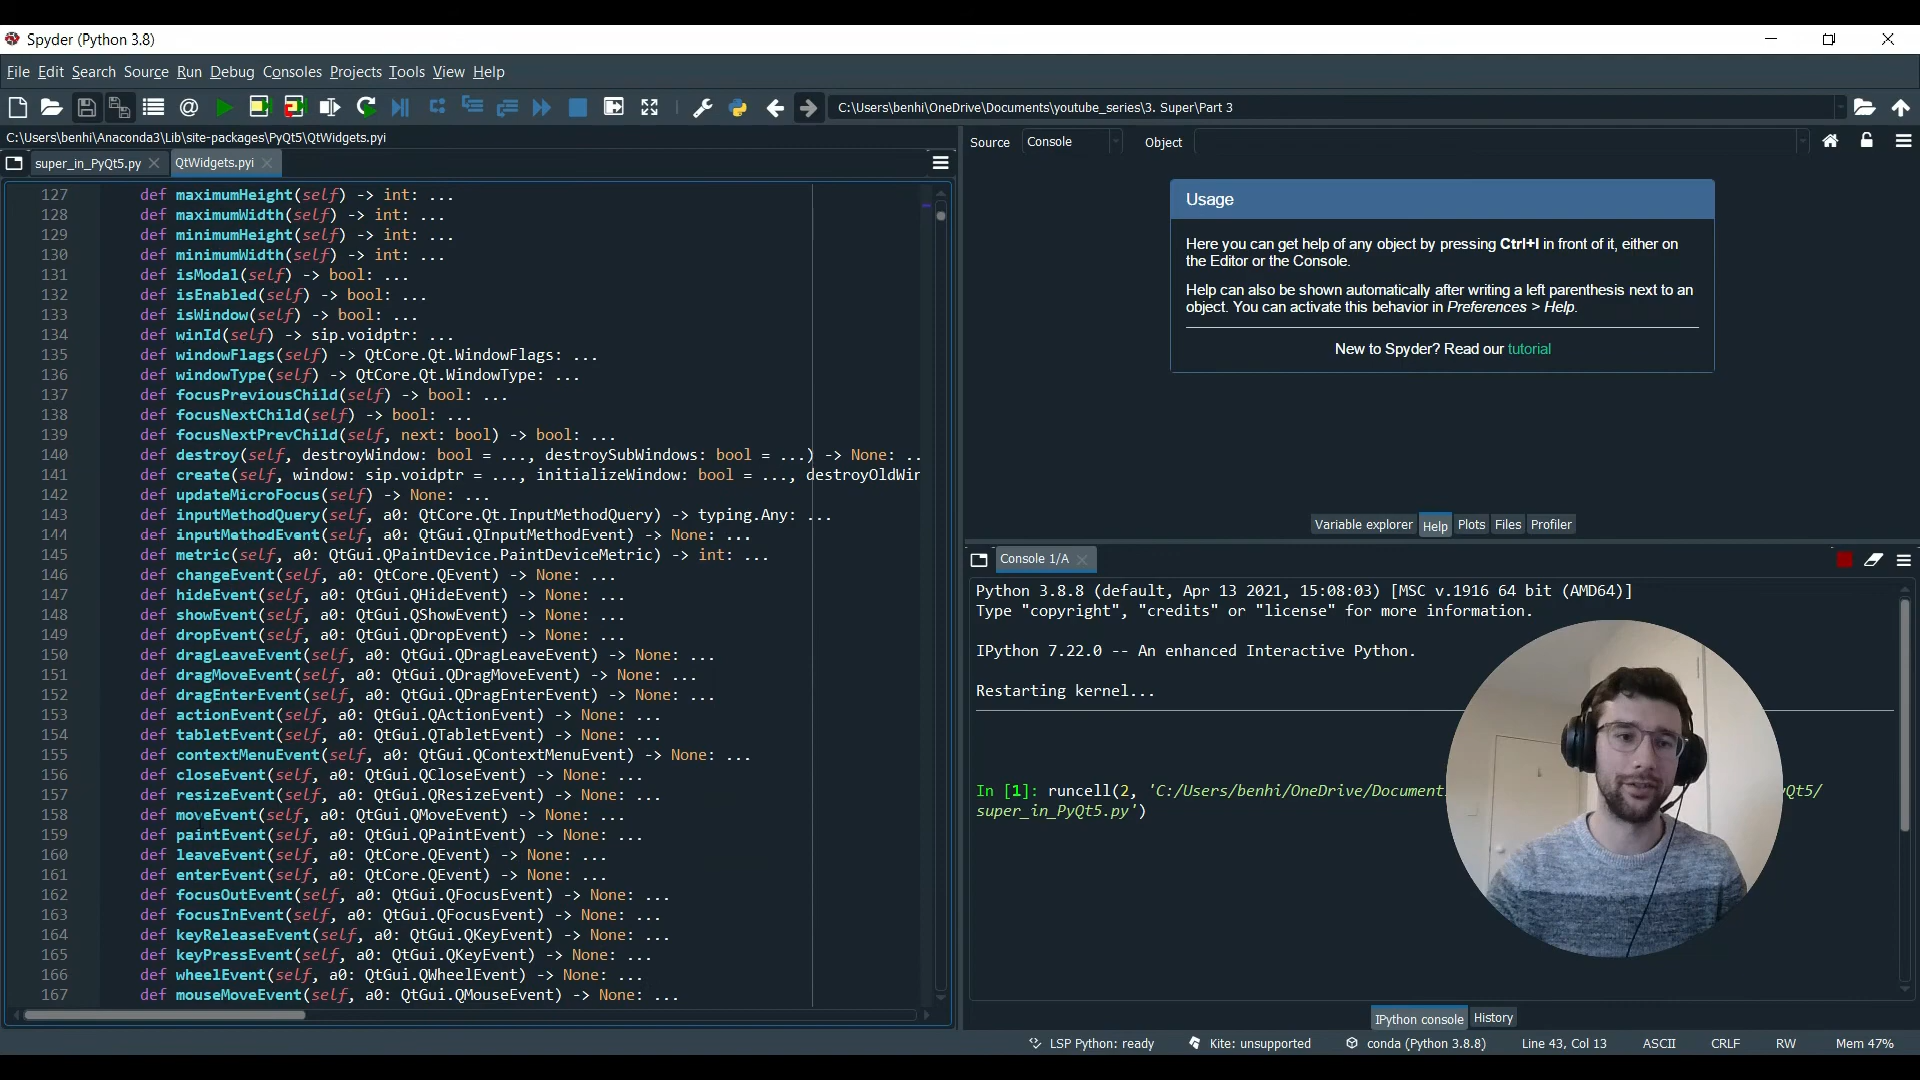 Spyder (Python 3.8)
File Edit Search Source Run Debug Consoles Projects Tools View Help
C:\Users\benhi\OneDrive\Documents\youtube_series\3. Super\Part 3
C:\Users\benhi\Anaconda3\Lib\site-packages\PyQt5\QtWidgets.pyi
super_in_PyQt5.py QtWidgets.pyi
127 def maximumHeight(self) -> int: ...
128 def maximumWidth(self) -> int: ...
129 def minimumHeight(self) -> int: ...
130 def minimumWidth(self) -> int: ...
131 def isModal(self) -> bool: ...
132 def isEnabled(self) -> bool: ...
133 def isWindow(self) -> bool: ...
134 def winId(self) -> sip.voidptr: ...
135 def windowFlags(self) -> QtCore.Qt.WindowFlags: ...
136 def windowType(self) -> QtCore.Qt.WindowType: ...
137 def focusPreviousChild(self) -> bool: ...
138 def focusNextChild(self) -> bool: ...
139 def focusNextPrevChild(self, next: bool) -> bool: ...
140 def destroy(self, destroyWindow: bool = ..., destroySubWindows: bool = ...) -> None: ..
141 def create(self, window: sip.voidptr = ..., initializeWindow: bool = ..., destroyOldWin
142 def updateMicroFocus(self) -> None: ...
143 def inputMethodQuery(self, a0: QtCore.Qt.InputMethodQuery) -> typing.Any: ...
144 def inputMethodEvent(self, a0: QtGui.QInputMethodEvent) -> None: ...
145 def metric(self, a0: QtGui.QPaintDevice.PaintDeviceMetric) -> int: ...
146 def changeEvent(self, a0: QtCore.QEvent) -> None: ...
147 def hideEvent(self, a0: QtGui.QHideEvent) -> None: ...
148 def showEvent(self, a0: QtGui.QShowEvent) -> None: ...
149 def dropEvent(self, a0: QtGui.QDropEvent) -> None: ...
150 def dragLeaveEvent(self, a0: QtGui.QDragLeaveEvent) -> None: ...
151 def dragMoveEvent(self, a0: QtGui.QDragMoveEvent) -> None: ...
152 def dragEnterEvent(self, a0: QtGui.QDragEnterEvent) -> None: ...
153 def actionEvent(self, a0: QtGui.QActionEvent) -> None: ...
154 def tabletEvent(self, a0: QtGui.QTabletEvent) -> None: ...
155 def contextMenuEvent(self, a0: QtGui.QContextMenuEvent) -> None: ...
156 def closeEvent(self, a0: QtGui.QCloseEvent) -> None: ...
157 def resizeEvent(self, a0: QtGui.QResizeEvent) -> None: ...
158 def moveEvent(self, a0: QtGui.QMoveEvent) -> None: ...
159 def paintEvent(self, a0: QtGui.QPaintEvent) -> None: ...
160 def leaveEvent(self, a0: QtCore.QEvent) -> None: ...
161 def enterEvent(self, a0: QtCore.QEvent) -> None: ...
162 def focusOutEvent(self, a0: QtGui.QFocusEvent) -> None: ...
163 def focusInEvent(self, a0: QtGui.QFocusEvent) -> None: ...
164 def keyReleaseEvent(self, a0: QtGui.QKeyEvent) -> None: ...
165 def keyPressEvent(self, a0: QtGui.QKeyEvent) -> None: ...
166 def wheelEvent(self, a0: QtGui.QWheelEvent) -> None: ...
167 def mouseMoveEvent(self, a0: QtGui.QMouseEvent) -> None: ...
Source Console Object
Usage
Here you can get help of any object by pressing Ctrl+I in front of it, either on
the Editor or the Console.
Help can also be shown automatically after writing a left parenthesis next to an
object. You can activate this behavior in Preferences > Help.
New to Spyder? Read our tutorial
Variable explorer Help Plots Files Profiler
Console 1/A
Python 3.8.8 (default, Apr 13 2021, 15:08:03) [MSC v.1916 64 bit (AMD64)]
Type "copyright", "credits" or "license" for more information.
IPython 7.22.0 -- An enhanced Interactive Python.
Restarting kernel...
In [1]: runcell(2, 'C:/Users/benhi/OneDrive/Document yQt5/
super_in_PyQt5.py')
IPython console History
LSP Python: ready Kite: unsupported conda (Python 3.8.8) Line 43, Col 13 ASCII CRLF RW Mem 47%